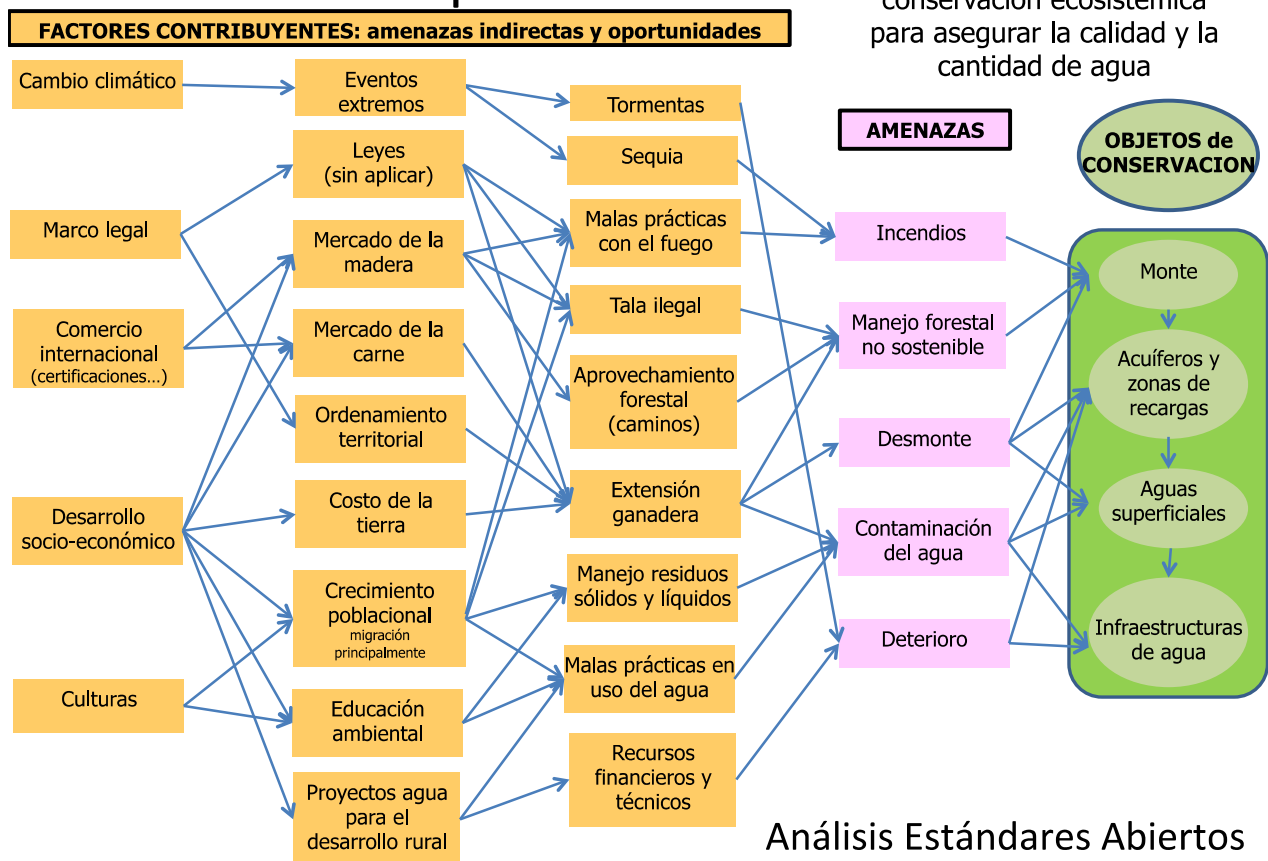 conservación ecosistémica
para asegurar la calidad y la
cantidad de agua
FACTORES CONTRIBUYENTES: amenazas indirectas y oportunidades
Cambio climático
Marco legal
Comercio
internacional
(certificaciones...)
Desarrollo
socio-económico
Culturas
Eventos
extremos
Leyes
(sin aplicar)
Mercado de la
madera
Mercado de la
carne
Ordenamiento
territorial
Costo de la
tierra
Crecimiento
poblacional
migración
principalmente
Educación
ambiental
Proyectos agua
para el
desarrollo rural
Tormentas
Sequia
Malas prácticas
con el fuego
Tala ilegal
Aprovechamiento
forestal
(caminos)
Extensión
ganadera
Manejo residuos
sólidos y líquidos
Malas prácticas en
uso del agua
Recursos
financieros y
técnicos
AMENAZAS
Incendios
Manejo forestal
no sostenible
Desmonte
Contaminación
del agua
Deterioro
OBJETOS de
CONSERVACION
Monte
Acuíferos y
zonas de
recargas
Aguas
superficiales
Infraestructuras
de agua
Análisis Estándares Abiertos